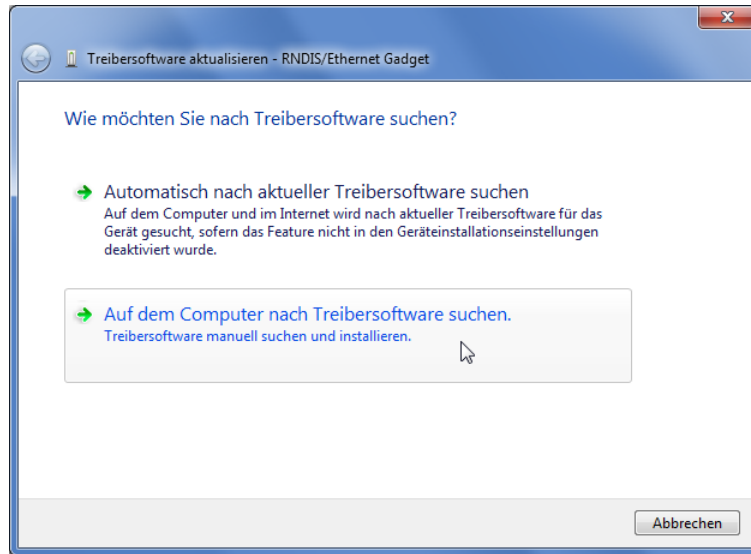 Treibersoftware aktualisieren - RNDIS/Ethernet Gadget
Wie möchten Sie nach Treibersoftware suchen?
Automatisch nach aktueller Treibersoftware suchen
Auf dem Computer und im Internet wird nach aktueller Treibersoftware für das
Gerät gesucht, sofern das Feature nicht in den Geräteinstallationseinstellungen
deaktiviert wurde.
Auf dem Computer nach Treibersoftware suchen.
Treibersoftware manuell suchen und installieren.
Abbrechen